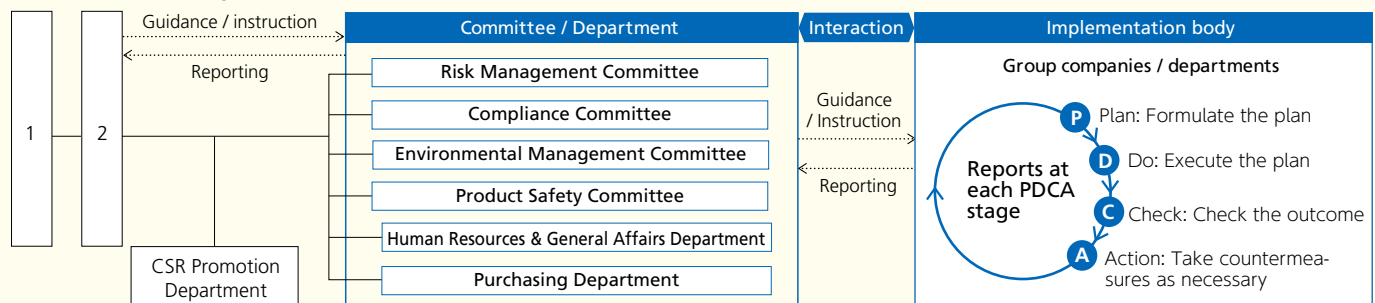 1
2
Guidance / instruction
Reporting
CSR Promotion
Department
Committee / Department
Risk Management Committee
Compliance Committee
Environmental Management Committee
Product Safety Committee
Human Resources & General Affairs Department
Purchasing Department
Interaction
Guidance
/ Instruction
Reporting
Implementation body
Group companies / departments
Reports at
each PDCA
stage
P Plan: Formulate the plan
D Do: Execute the plan
C Check: Check the outcome
A Action: Take countermea-
sures as necessary